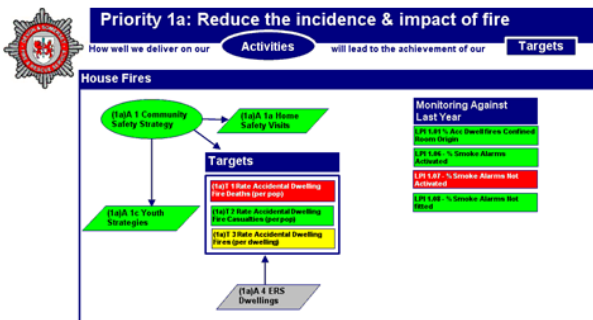 Priority 1a: Reduce the incidence & impact of fire
How well we deliver on our
Activities
will lead to the achievement of our
Targets
House Fires
(1a)A 1 Community
Safety Strategy
(1a)A 1a Home
Safety Visits
Monitoring Against
Last Year
LPI 1.01 % Acc Dwell fires Confined
Room Origin
LPI 1.06 - % Smoke Alarms
Activated
LPI 1.07 - % Smoke Alarms Not
Activated
LPI 1.08 - % Smoke Alarms Not
fitted
Targets
(1a)T 1 Rate Accidental Dwelling
Fire Deaths (per pop)
(1a)T 2 Rate Accidental Dwelling
Fire Casualties (per pop)
(1a)T 3 Rate Accidental Dwelling
Fires (per dwelling)
(1a)A 1c Youth
Strategies
(1a)A 4 ERS
Dwellings